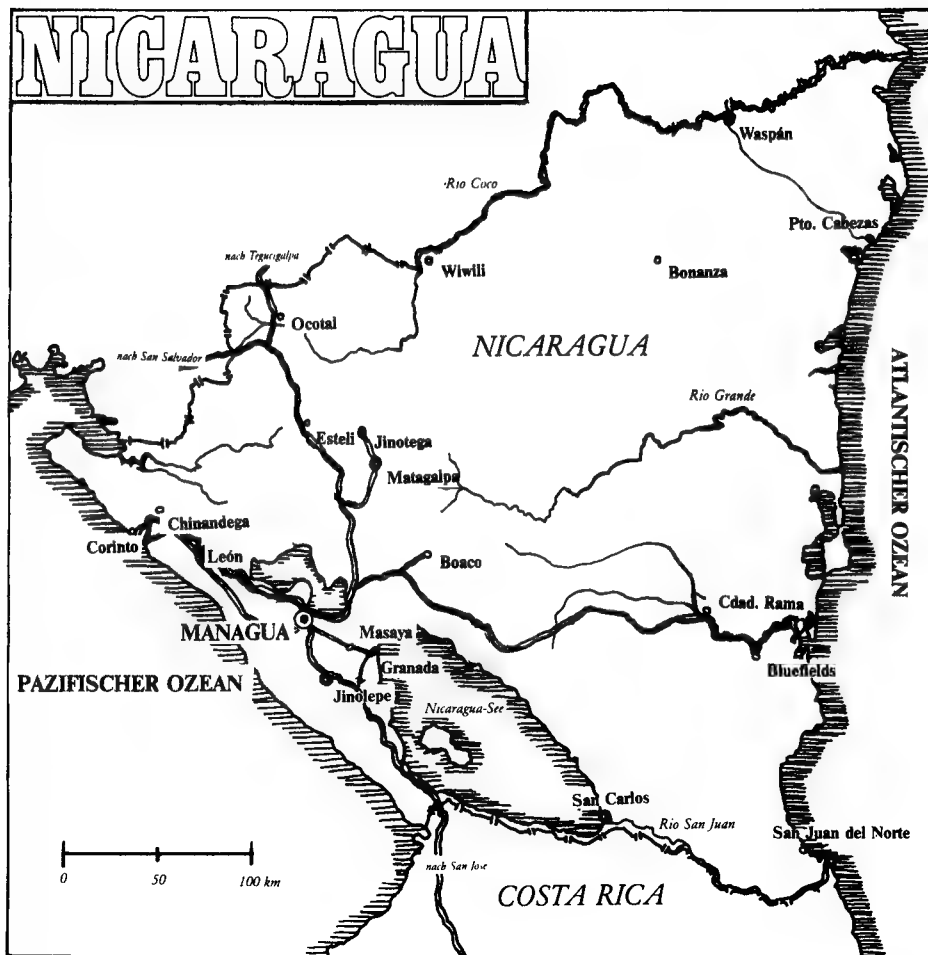 NICARAGUA
Waspán
Rio Coco
Pto. Cabezas
nach Tegucigalpa
Wiwili
Bonanza
Ocotal
NICARAGUA
nach San Salvador
ATLANTISCHER OZEAN
Rio Grande
Esteli
Jinotega
Matagalpa
Chinandega
Corinto
León
Boaco
Cdad. Rama
MANAGUA
Masaya
Granada
Bluefields
PAZIFISCHER OZEAN
Jinolepe
Nicaragua-See
San Carlos
Rio San Juan
San Juan del Norte
nach San Jose
0 50 100 km
COSTA RICA